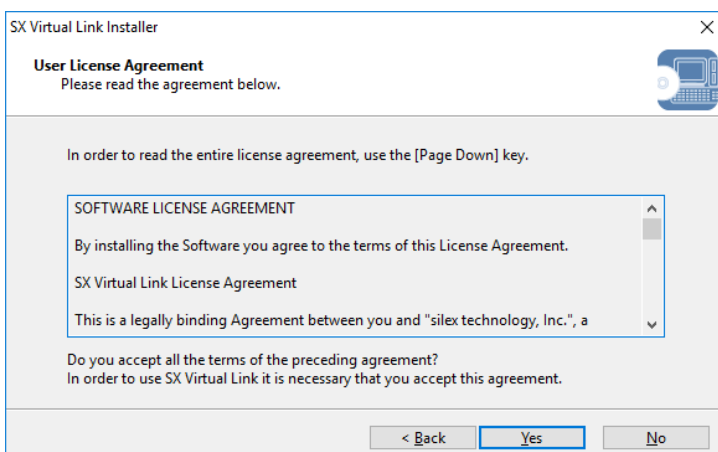 SX Virtual Link Installer
User License Agreement
Please read the agreement below.
In order to read the entire license agreement, use the [Page Down] key.
SOFTWARE LICENSE AGREEMENT
By installing the Software you agree to the terms of this License Agreement.
SX Virtual Link License Agreement
This is a legally binding Agreement between you and "silex technology, Inc.", a
Do you accept all the terms of the preceding agreement?
In order to use SX Virtual Link it is necessary that you accept this agreement.
< Back Yes No